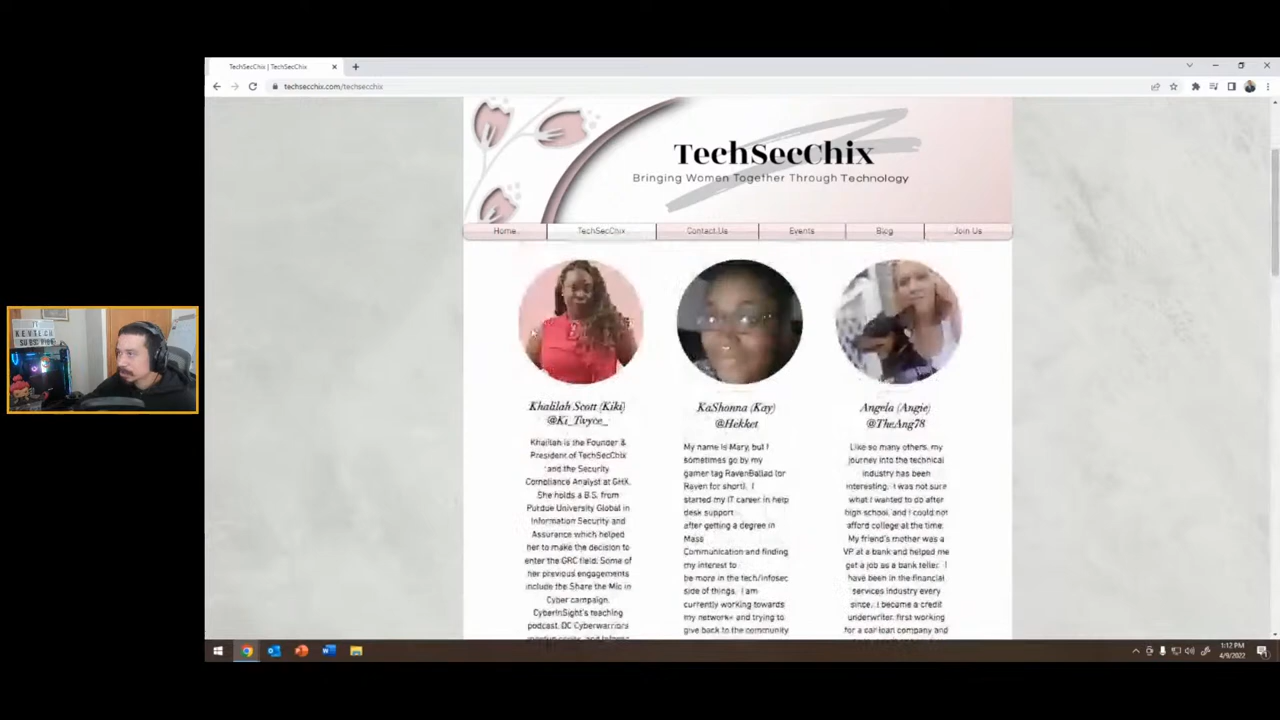 TechSecChix | TechSecChix
techsecchix.com/techsecchix
TechSecChix
Bringing Women Together Through Technology
Home
TechSecChix
Contact Us
Events
Blog
Join Us
KEVTECH
Khalilah Scott (Kiki)
@Ki_Twyce_
Khalilah is the Founder &
President of TechSecChix
and the Security
Compliance Analyst at GHX.
She holds a B.S. from
Purdue University Global in
Information Security and
Assurance which helped
her to make the decision to
enter the GRC field. Some of
her previous engagements
include the Share the Mic in
Cyber campaign,
CyberInSight's teaching
podcast, DC Cyberwarriors
KaShonna (Kay)
@Hekket
My name is Mary, but I
sometimes go by my
gamer tag RavenBallad (or
Raven for short). I
started my IT career in help
desk support
after getting a degree in
Mass
Communication and finding
my interest to
be more in the tech/infosec
side of things. I am
currently working towards
my network+ and trying to
give back to the community
Angela (Angie)
@TheAng78
Like so many others, my
journey into the technical
industry has been
interesting. I was not sure
what I wanted to do after
high school, and I could not
afford college at the time.
My friend's mother was a
VP at a bank and helped me
get a job as a bank teller. I
have been in the financial
services industry every
since. I became a credit
underwriter, first working
for a car loan company and
1:12 PM
4/9/2022